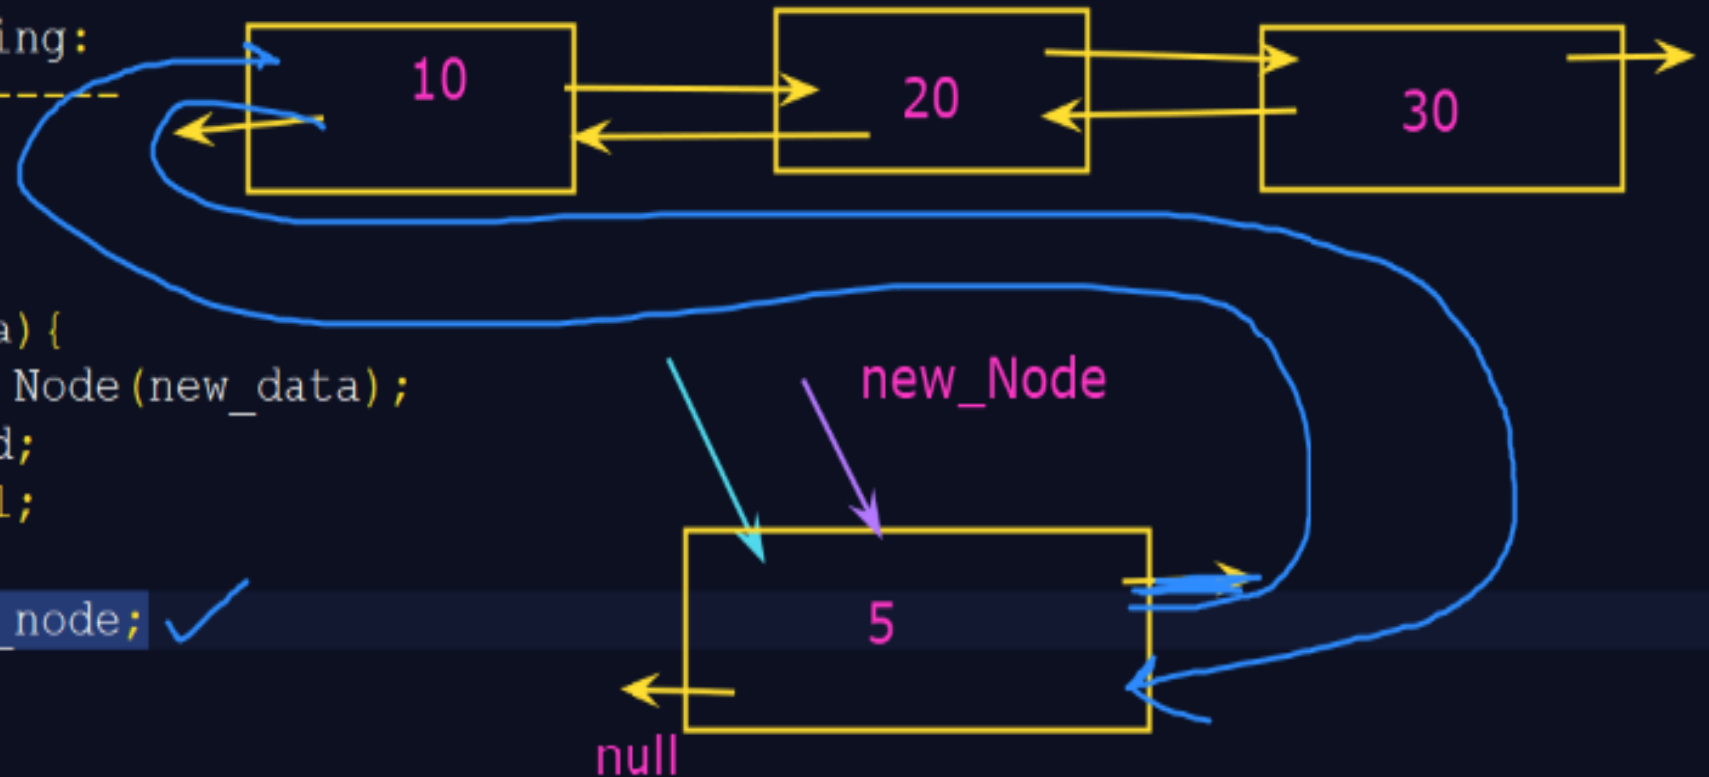 ing:
-----
10
20
30
a){
Node(new_data);
d;
l;
new_Node
_node;
5
null